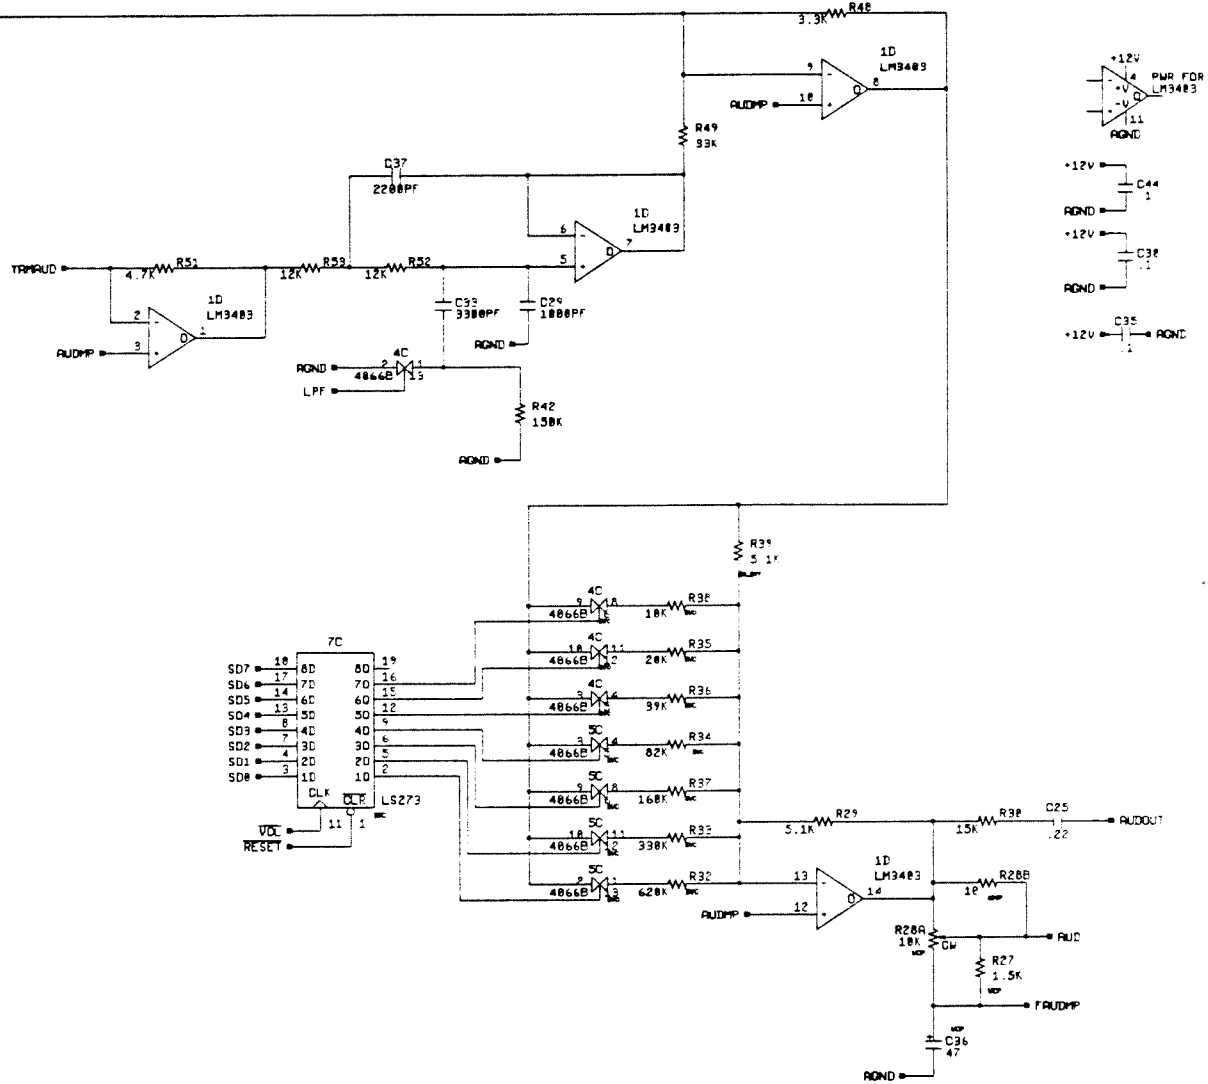 3.3K R48
1D
LM3403
9
8
AUDMP
10
+12V
4
+V
-V
11
AGND
PWR FOR
LM3403
R49
33K
C37
2200PF
+12V
C44
.1
AGND
1D
LM3403
6
7
5
+12V
C30
.1
AGND
TRMAUD
R51
4.7K
R53
12K
R52
12K
C33
3300PF
C29
1000PF
AGND
1D
LM3403
2
1
AUDMP
3
+12V
C35
.1
AGND
4C
AGND
2
1
4066B
13
LPF
R42
150K
AGND
R39
5.1K
4C
9
8
4066B
R38
10K
4C
10
11
4066B
12
R35
20K
4C
3
4
4066B
R36
39K
5C
3
4
4066B
R34
82K
5C
9
8
4066B
R37
160K
5C
10
11
4066B
12
R33
330K
5C
2
1
4066B
13
R32
620K
7C
SD7 18 8D 8Q 19
SD6 17 7D 7Q 16
SD5 14 6D 6Q 15
SD4 13 5D 5Q 12
SD3 8 4D 4Q 9
SD2 7 3D 3Q 6
SD1 4 2D 2Q 5
SD0 3 1D 1Q 2
CLK CLR
LS273
VOL
11 1
RESET
R29
5.1K
R30
15K
C25
.22
AUDOUT
1D
LM3403
13
14
AUDMP
12
R28B
10
R28A
10K
CW
AUD
R27
1.5K
FAUDMP
C36
47
AGND